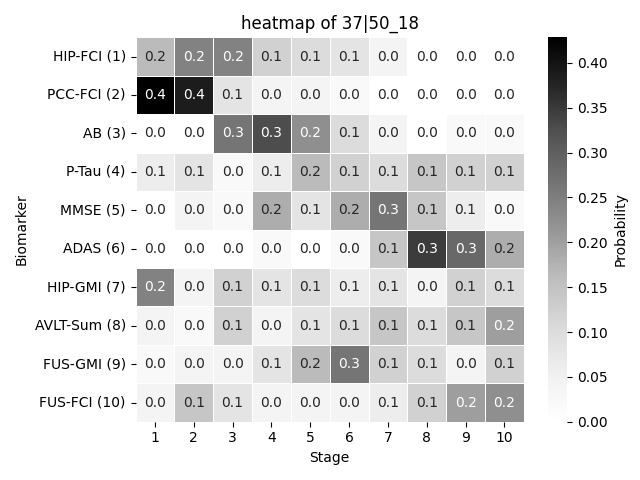 heatmap of 37|50_18
HIP-FCI (1) 0.2 0.2 0.2 0.1 0.1 0.1 0.0 0.0 0.0 0.0
PCC-FCI (2) 0.4 0.4 0.1 0.0 0.0 0.0 0.0 0.0 0.0 0.0
AB (3) 0.0 0.0 0.3 0.3 0.2 0.1 0.0 0.0 0.0 0.0
P-Tau (4) 0.1 0.1 0.0 0.1 0.2 0.1 0.1 0.1 0.1 0.1
MMSE (5) 0.0 0.0 0.0 0.2 0.1 0.2 0.3 0.1 0.1 0.0
ADAS (6) 0.0 0.0 0.0 0.0 0.0 0.0 0.1 0.3 0.3 0.2
HIP-GMI (7) 0.2 0.0 0.1 0.1 0.1 0.1 0.1 0.0 0.1 0.1
AVLT-Sum (8) 0.0 0.0 0.1 0.0 0.1 0.1 0.1 0.1 0.1 0.2
FUS-GMI (9) 0.0 0.0 0.0 0.1 0.2 0.3 0.1 0.1 0.0 0.1
FUS-FCI (10) 0.0 0.1 0.1 0.0 0.0 0.0 0.1 0.1 0.2 0.2
1 2 3 4 5 6 7 8 9 10
Stage
Biomarker
0.40
0.35
0.30
0.25
0.20
0.15
0.10
0.05
0.00
Probability